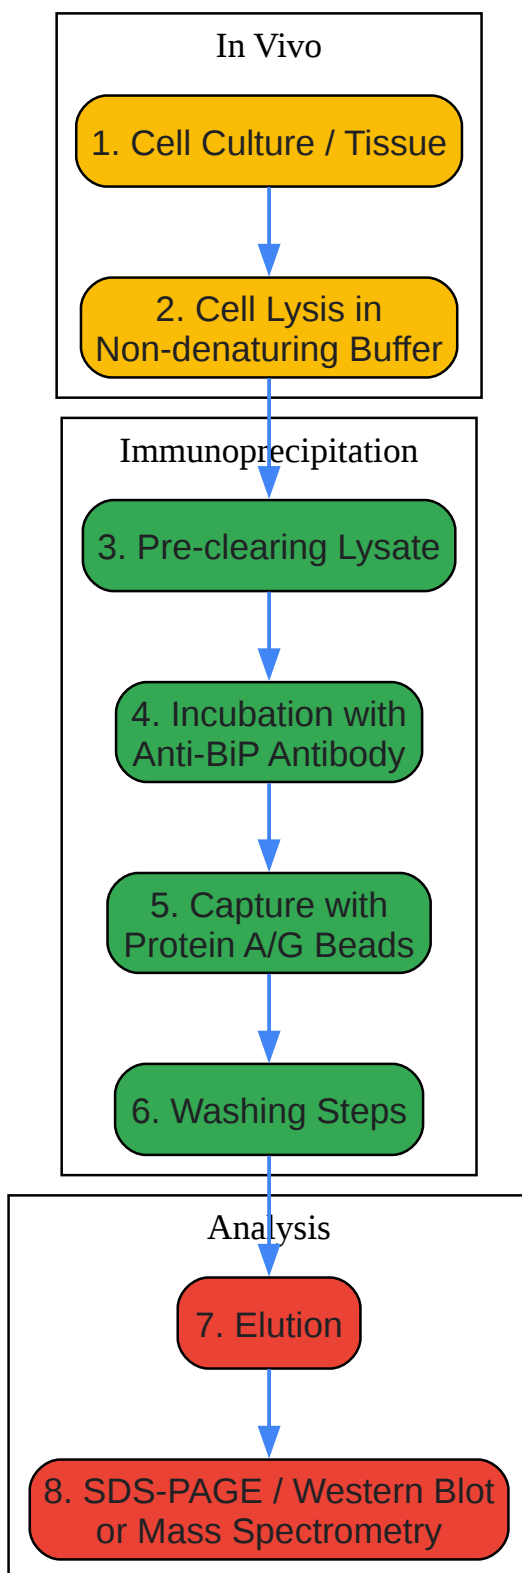 In Vivo
1. Cell Culture / Tissue
2. Cell Lysis in
Non-denaturing Buffer
Immunoprecipitation
3. Pre-clearing Lysate
4. Incubation with
Anti-BiP Antibody
5. Capture with
Protein A/G Beads
6. Washing Steps
Analysis
7. Elution
8. SDS-PAGE / Western Blot
or Mass Spectrometry